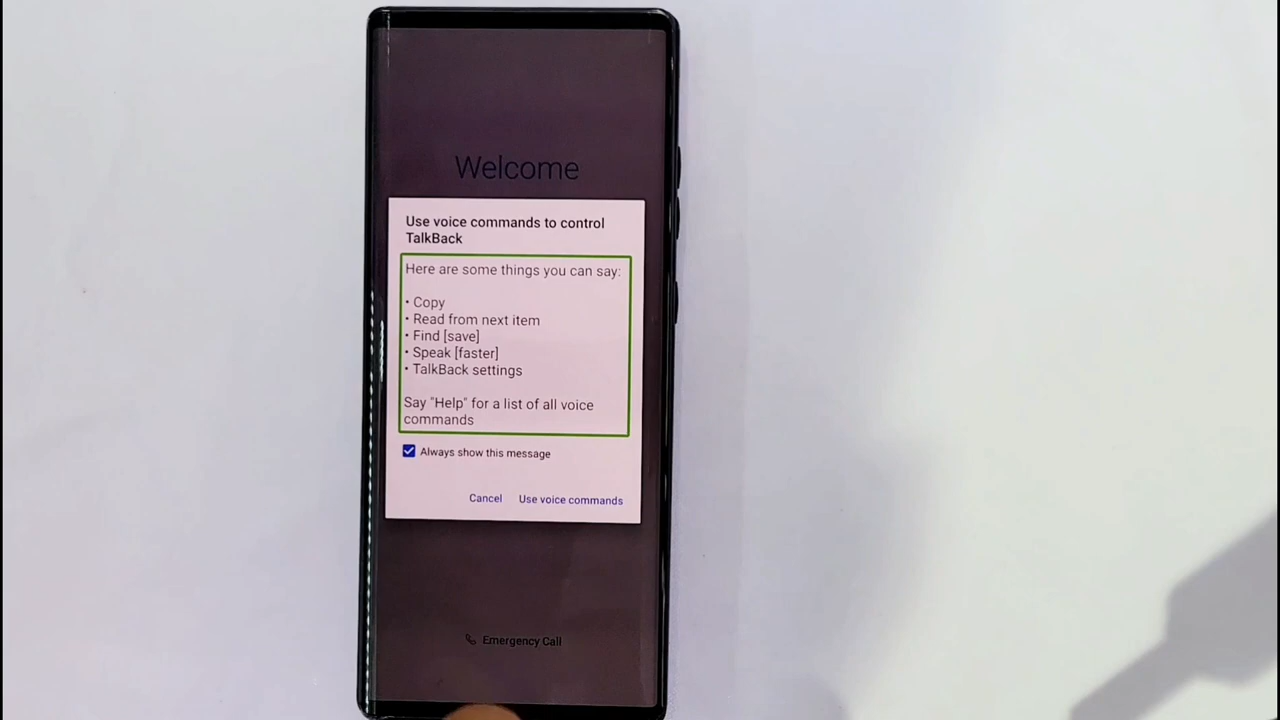 Welcome
Use voice commands to control
TalkBack
Here are some things you can say:
• Copy
• Read from next item
• Find [save]
• Speak [faster]
• TalkBack settings
Say "Help" for a list of all voice
commands
Always show this message
Cancel Use voice commands
Emergency Call